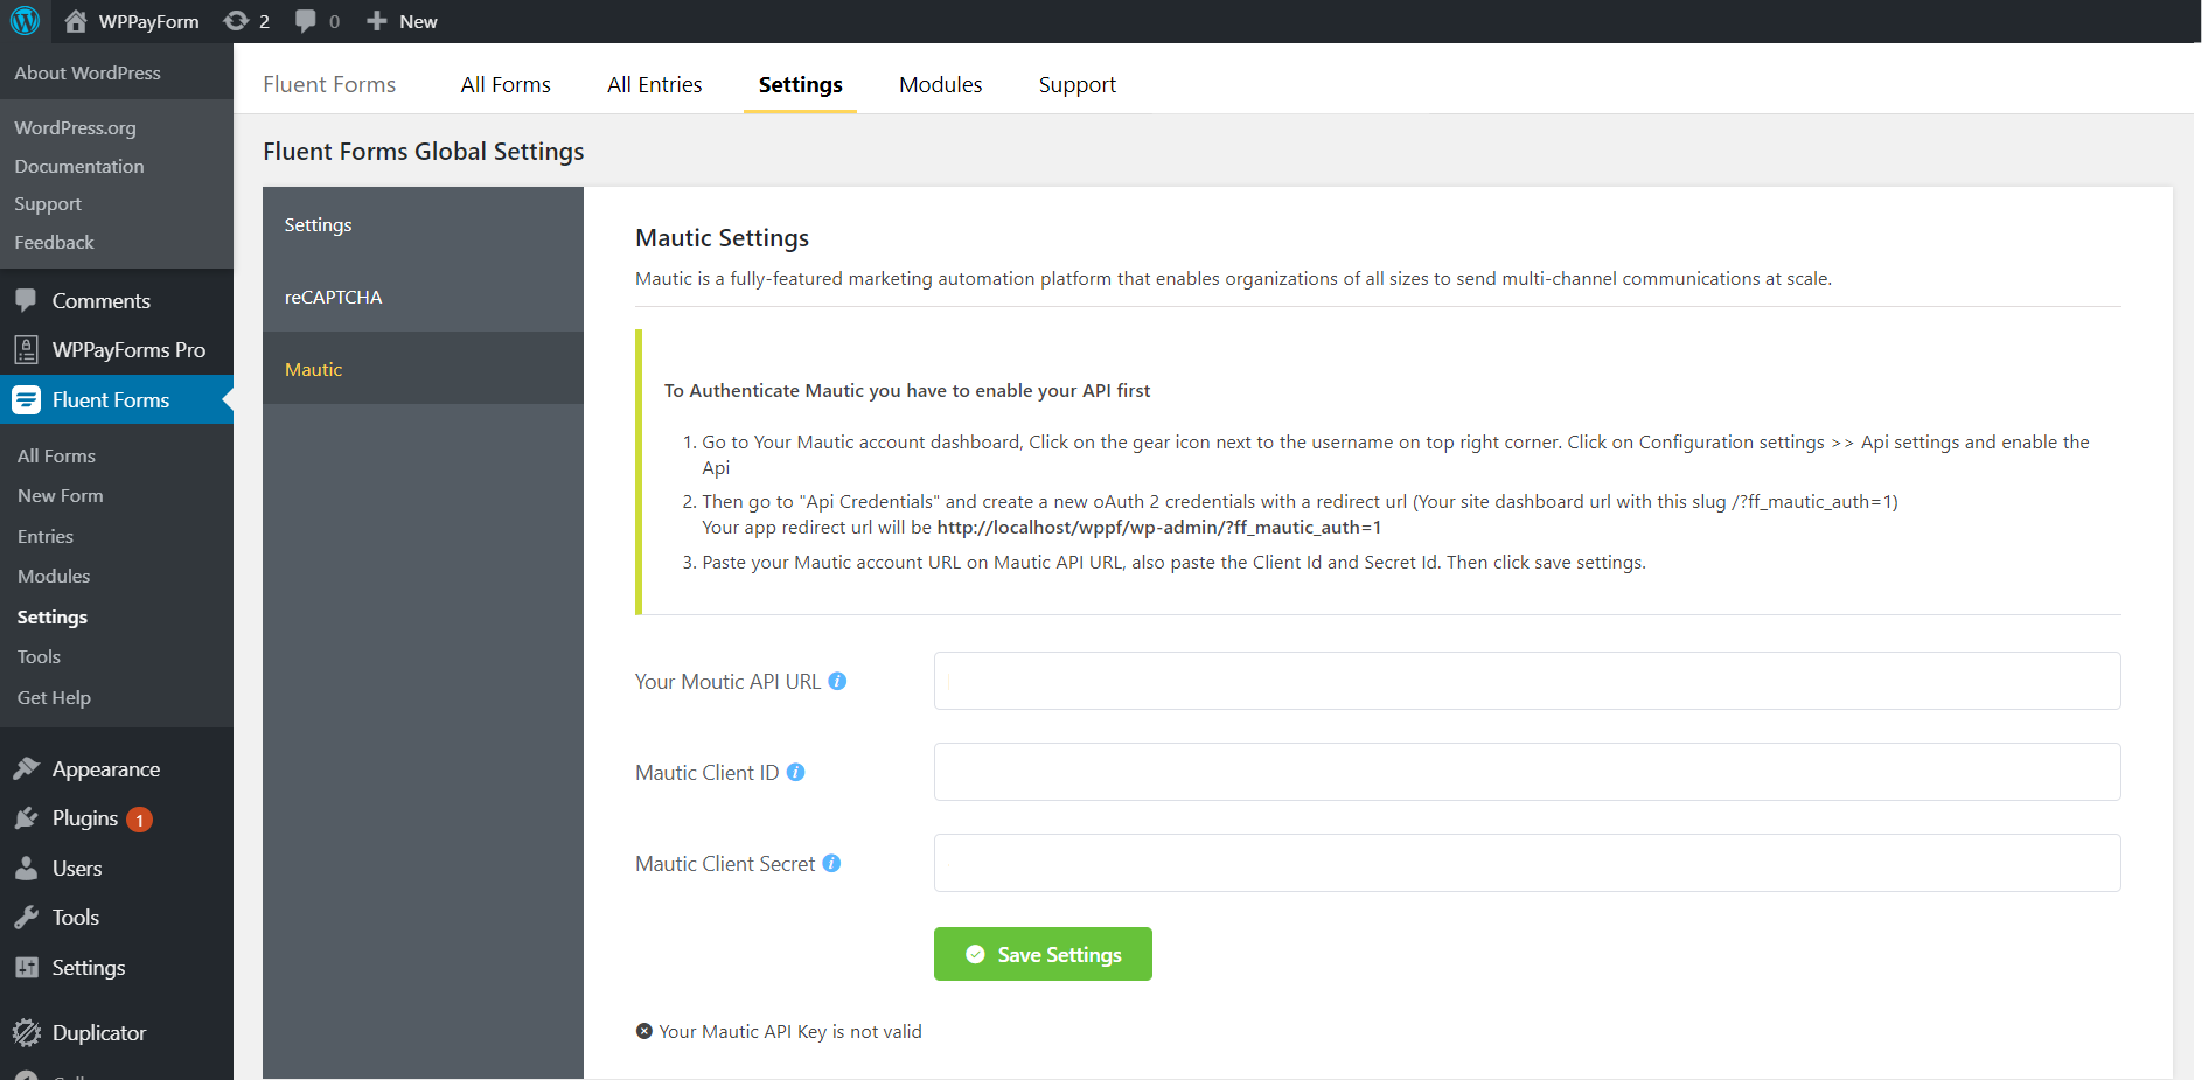 WPPayForm
2
0
New
About WordPress
WordPress.org
Documentation
Support
Feedback
Comments
WPPayForms Pro
Fluent Forms
All Forms
New Form
Entries
Modules
Settings
Tools
Get Help
Appearance
Plugins 1
Users
Tools
Settings
Duplicator
Fluent Forms
All Forms
All Entries
Settings
Modules
Support
Fluent Forms Global Settings
Settings
reCAPTCHA
Mautic
Mautic Settings
Mautic is a fully-featured marketing automation platform that enables organizations of all sizes to send multi-channel communications at scale.
To Authenticate Mautic you have to enable your API first
1. Go to Your Mautic account dashboard, Click on the gear icon next to the username on top right corner. Click on Configuration settings >> Api settings and enable the
Api
2. Then go to "Api Credentials" and create a new oAuth 2 credentials with a redirect url (Your site dashboard url with this slug /?ff_mautic_auth=1)
Your app redirect url will be http://localhost/wppf/wp-admin/?ff_mautic_auth=1
3. Paste your Mautic account URL on Mautic API URL, also paste the Client Id and Secret Id. Then click save settings.
Your Moutic API URL
Mautic Client ID
Mautic Client Secret
Save Settings
Your Mautic API Key is not valid